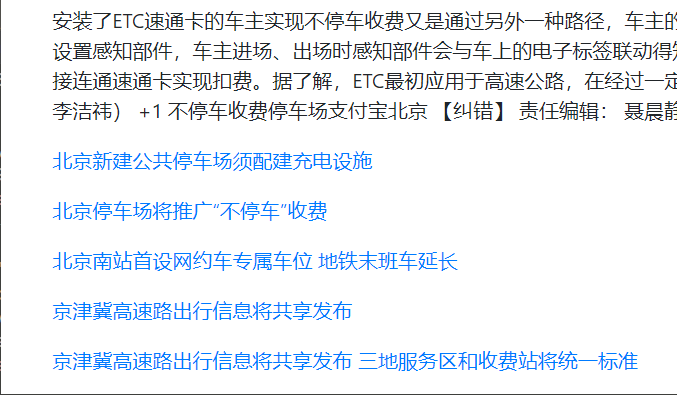 安装了ETC速通卡的车主实现不停车收费又是通过另外一种路径，车主的
设置感知部件，车主进场、出场时感知部件会与车上的电子标签联动得知
接连通速通卡实现扣费。据了解，ETC最初应用于高速公路，在经过一定
李洁祎） +1 不停车收费停车场支付宝北京 【纠错】 责任编辑： 聂晨静
北京新建公共停车场须配建充电设施
北京停车场将推广“不停车”收费
北京南站首设网约车专属车位 地铁末班车延长
京津冀高速路出行信息将共享发布
京津冀高速路出行信息将共享发布 三地服务区和收费站将统一标准